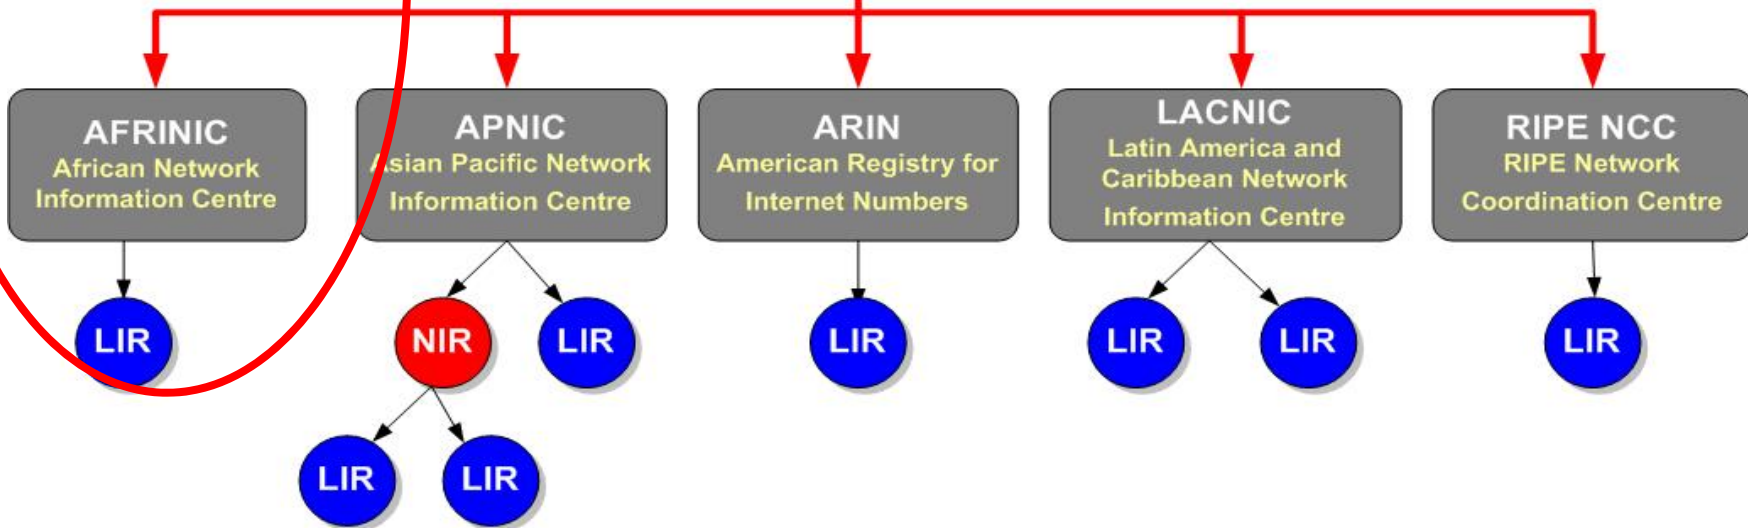 AFRINIC
African Network
Information Centre
APNIC
Asian Pacific Network
Information Centre
ARIN
American Registry for
Internet Numbers
LACNIC
Latin America and
Caribbean Network
Information Centre
RIPE NCC
RIPE Network
Coordination Centre
LIR
NIR
LIR
LIR
LIR
LIR
LIR
LIR
LIR